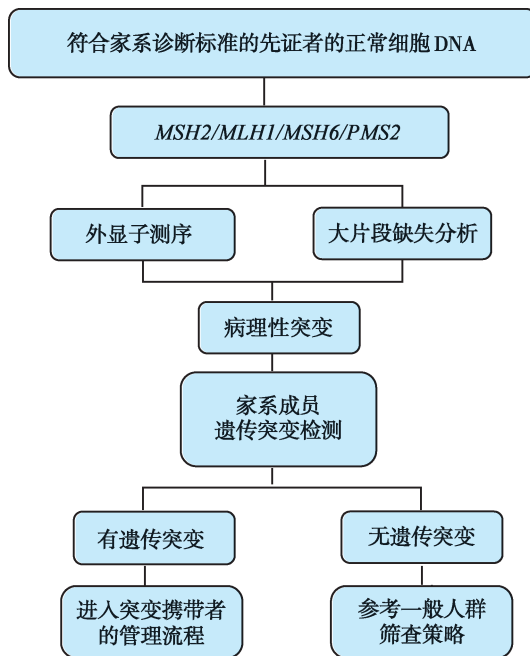 符合家系诊断标准的先证者的正常细胞 DNA
MSH2/MLH1/MSH6/PMS2
外显子测序
大片段缺失分析
病理性突变
家系成员
遗传突变检测
有遗传突变
无遗传突变
进入突变携带者
的管理流程
参考一般人群
筛查策略